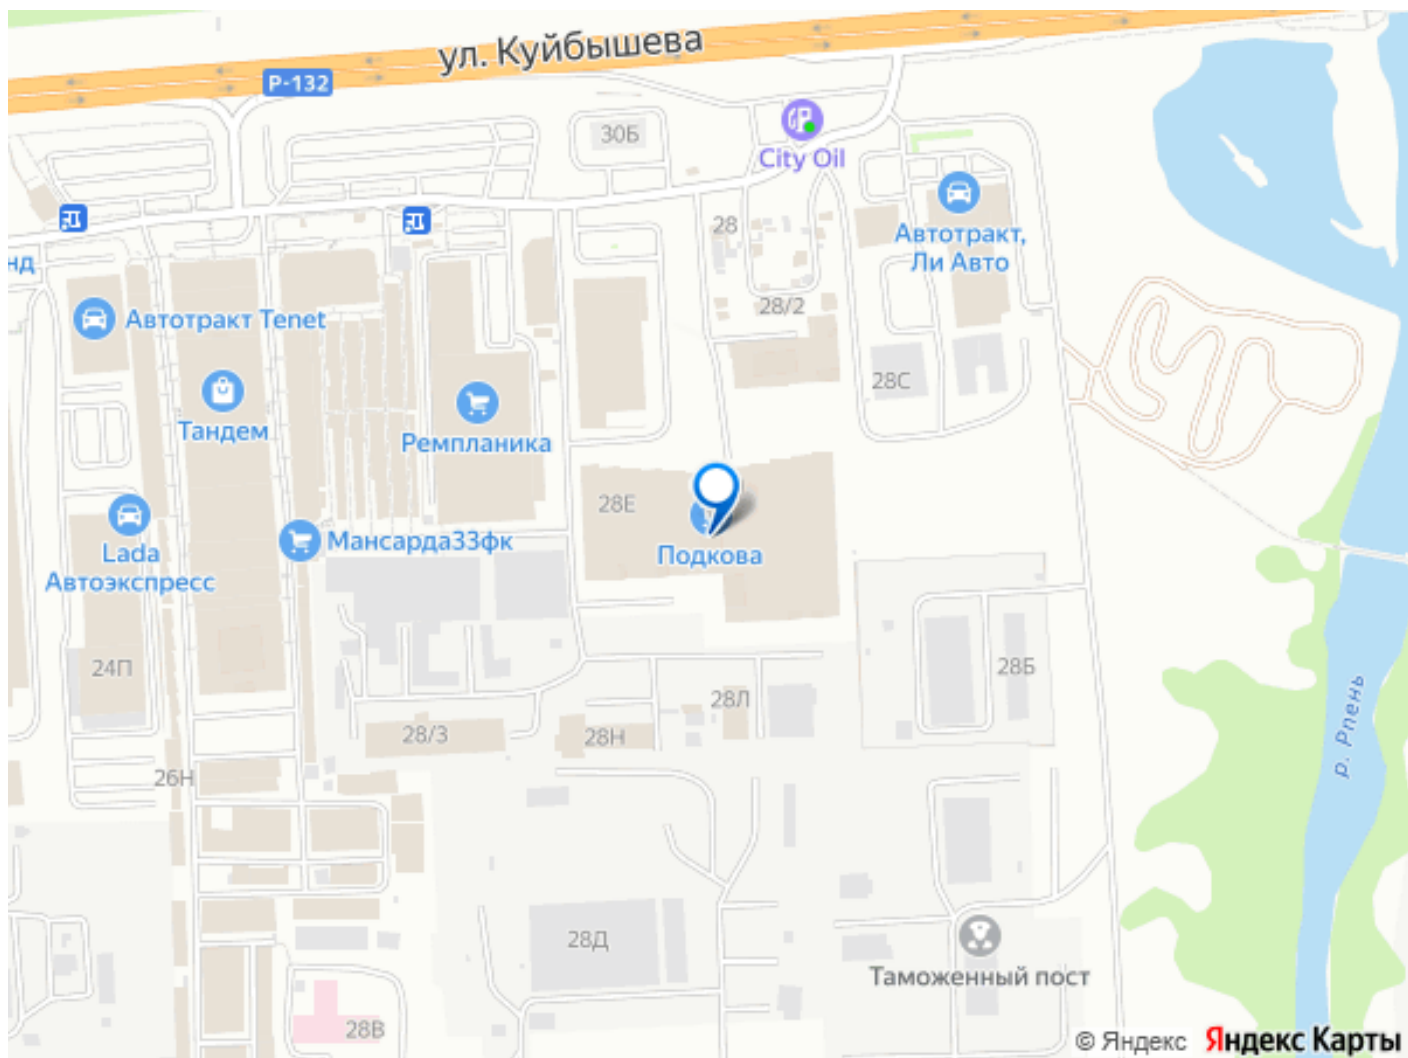 ул. Куйбышева
Р-132
30Б
City Oil
28
Автотракт,
Ли Авто
нд
Автотракт Tenet
28/2
28С
Тандем
Ремпланика
28Е
Мансарда33фк
Подкова
Lada
Автоэкспресс
24П
28Б
28Л
28/3
28Н
р. Рпень
26Н
28Д
Таможенный пост
28В
© Яндекс Яндекс Карты